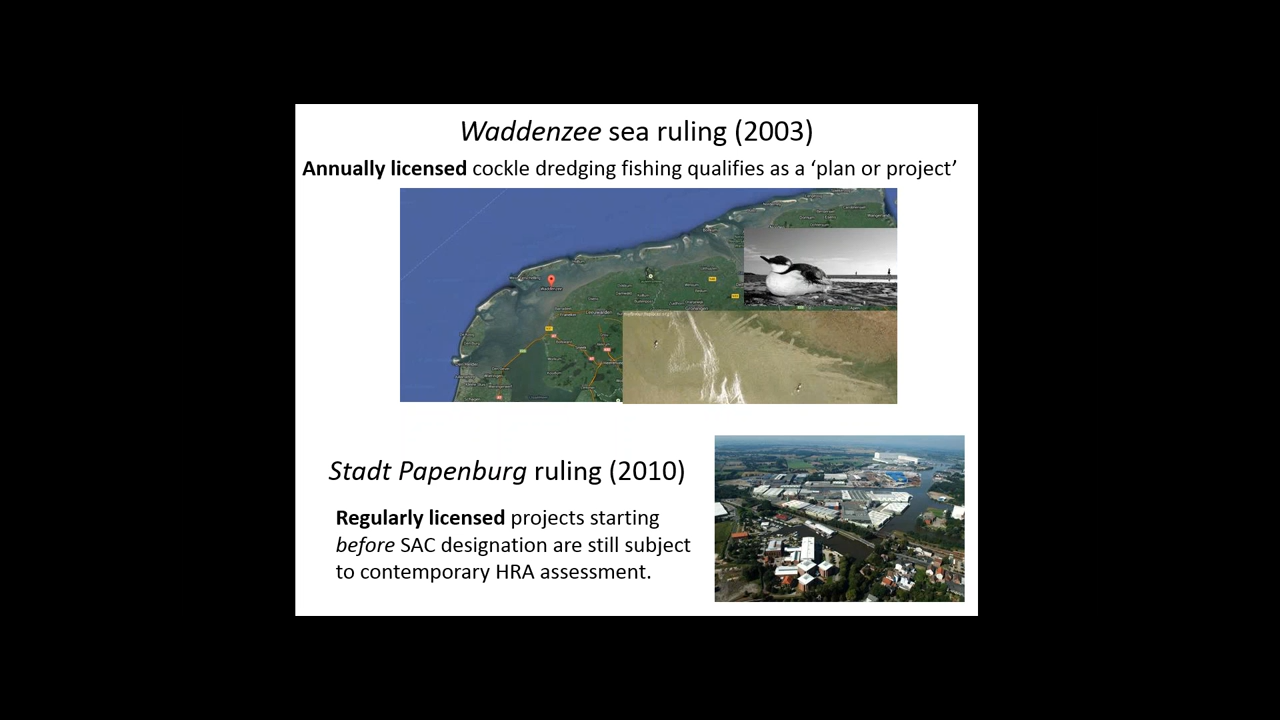 Waddenzee sea ruling (2003)
Annually licensed cockle dredging fishing qualifies as a ‘plan or project’
Stadt Papenburg ruling (2010)
Regularly licensed projects starting
before SAC designation are still subject
to contemporary HRA assessment.